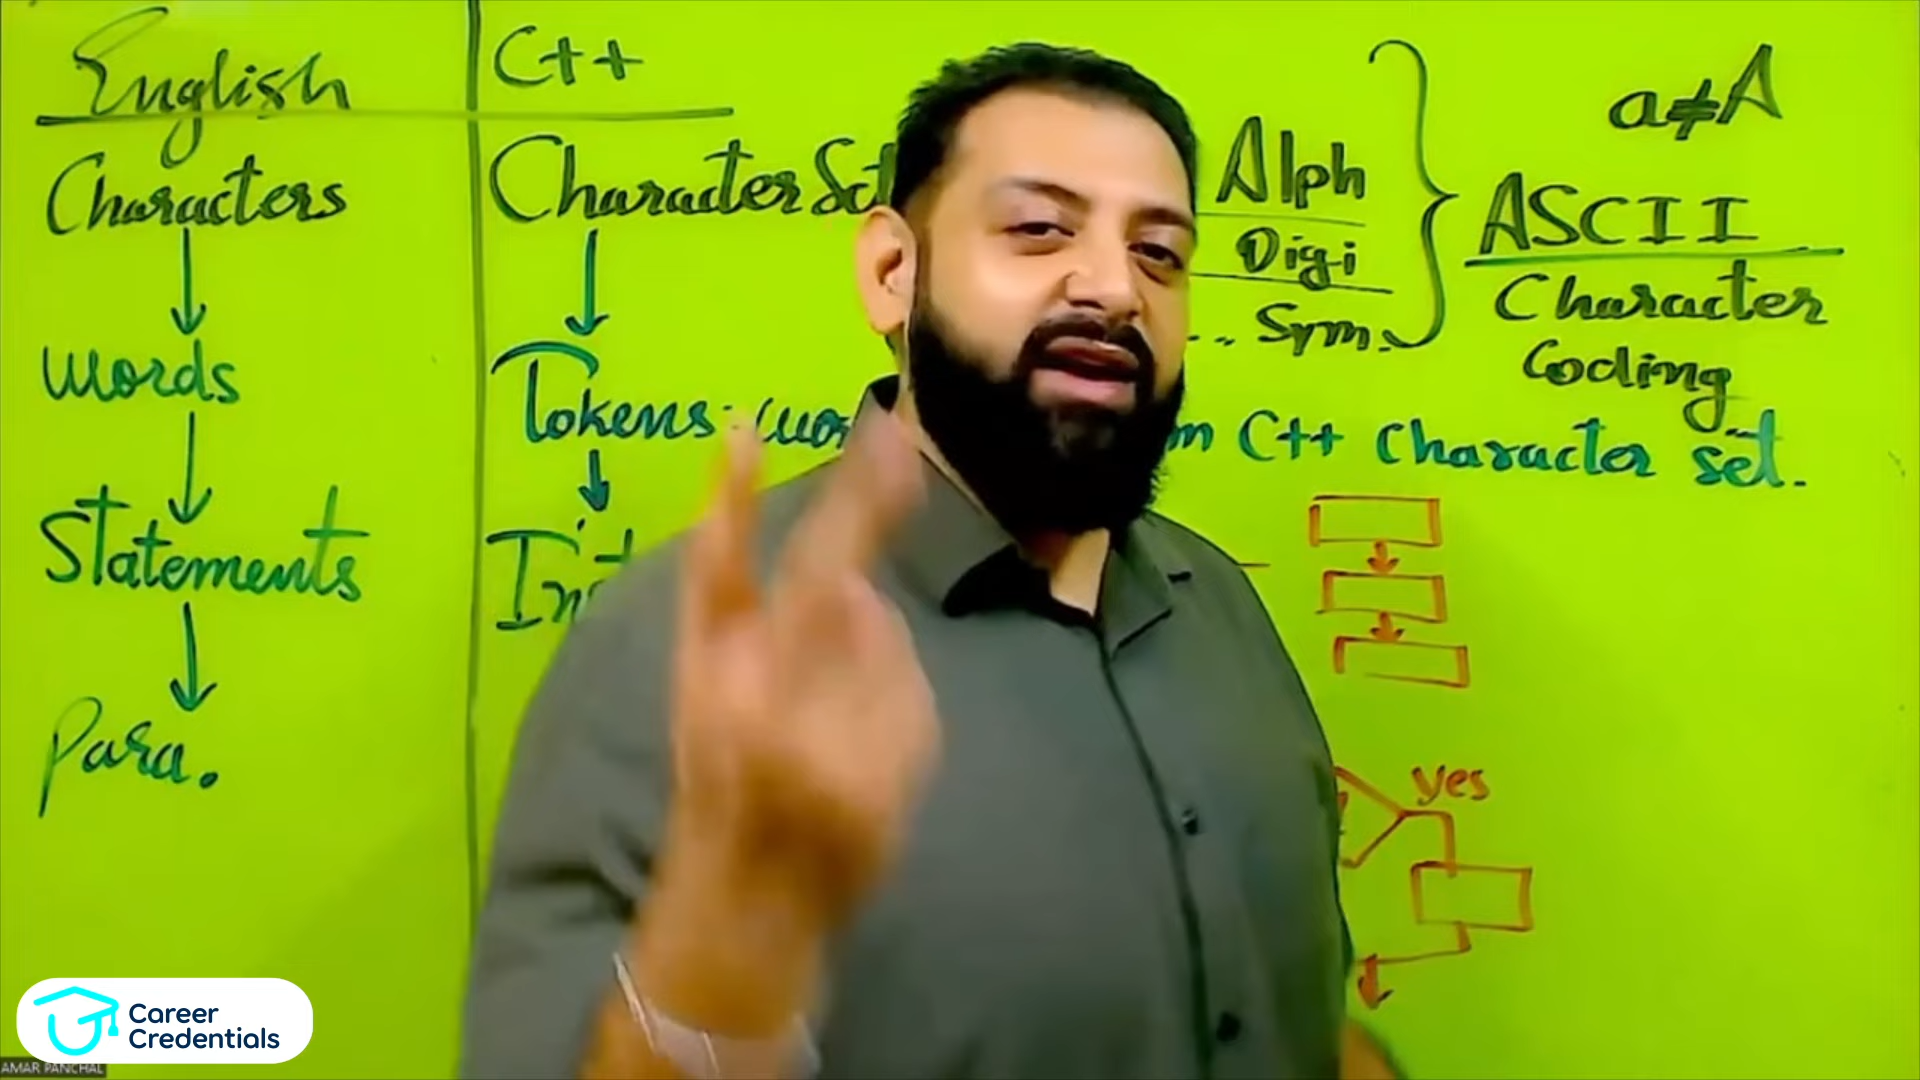 English
Characters
Words
Statements
Para.
C++
Character Set
Tokens:
C++ Character set.
Alph
Digi
... Sym.
a≠A
ASCII
Character
Coding
yes
Career
Credentials
AMAR PANCHAL